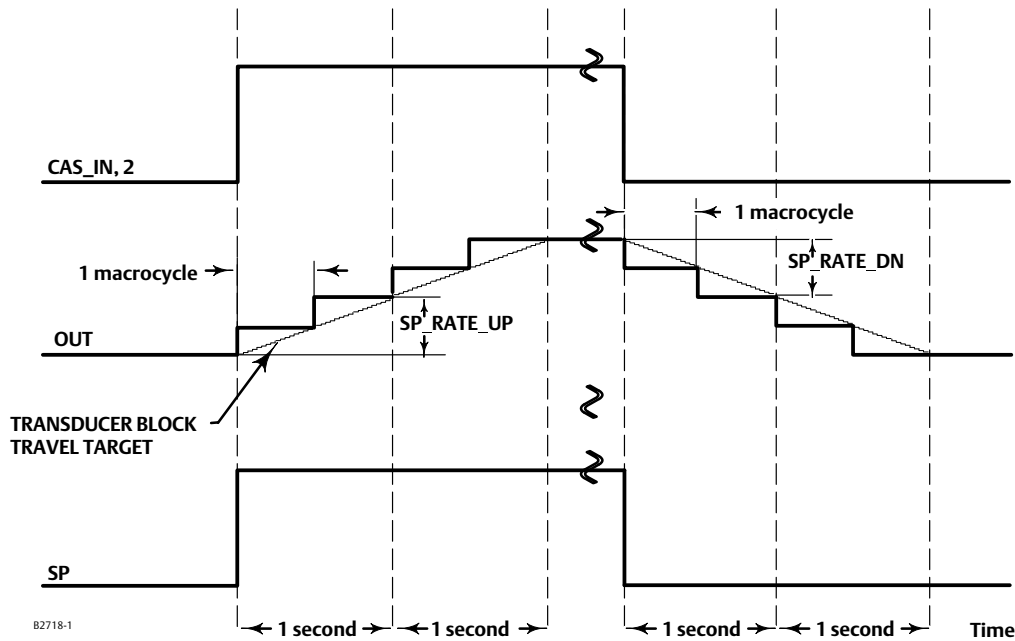 CAS_IN, 2
1 macrocycle
1 macrocycle
SP_RATE_DN
SP_RATE_UP
OUT
TRANSDUCER BLOCK
TRAVEL TARGET
SP
B2718-1
1 second
1 second
1 second
1 second
Time